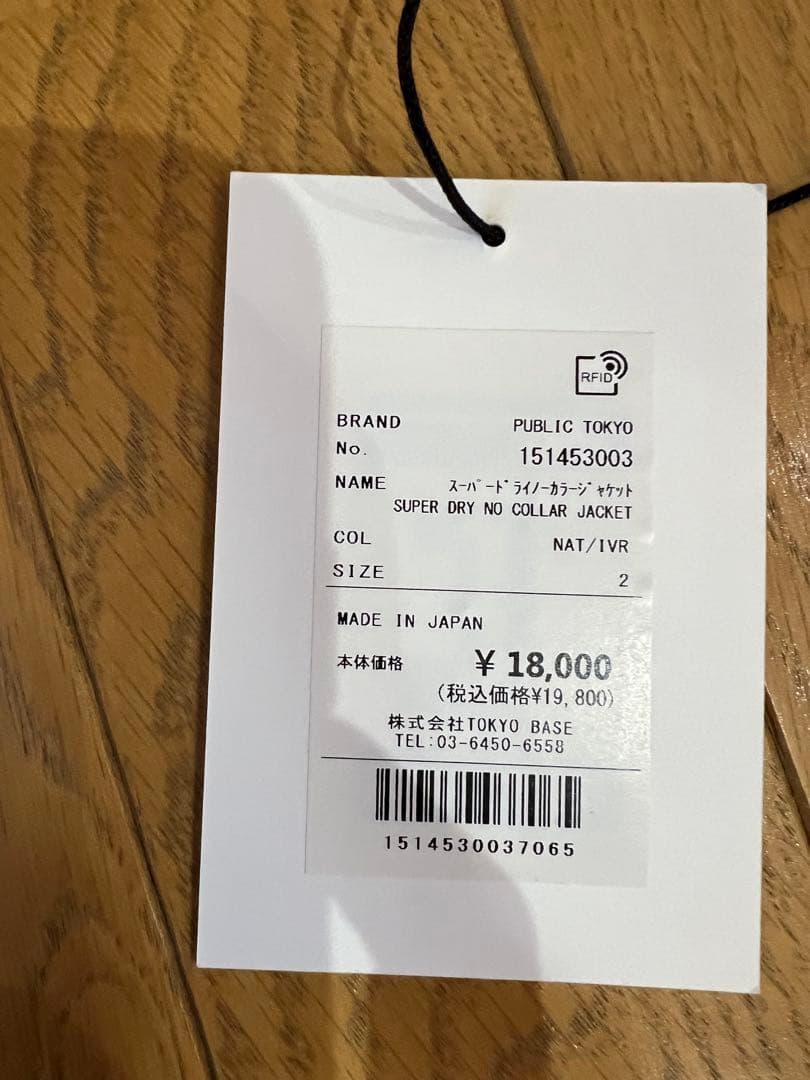 RFID
BRAND PUBLIC TOKYO
No. 151453003
NAME ｽｰﾊﾟｰﾄﾞﾗｲﾉｰｶﾗｰｼﾞｬｹｯﾄ
SUPER DRY NO COLLAR JACKET
COL NAT/IVR
SIZE 2
MADE IN JAPAN
本体価格 ¥ 18,000
(税込価格¥19,800)
株式会社TOKYO BASE
TEL:03-6450-6558
1514530037065